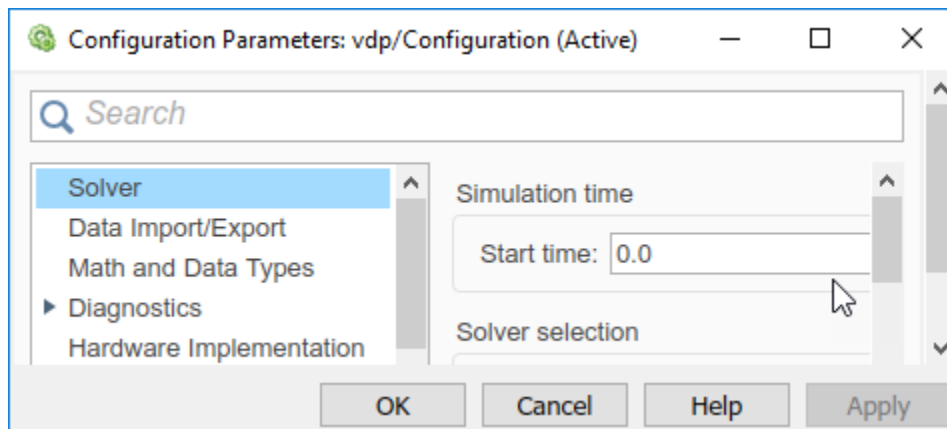 Configuration Parameters: vdp/Configuration (Active)
Search
Solver
Data Import/Export
Math and Data Types
Diagnostics
Hardware Implementation
Simulation time
Start time: 0.0
Solver selection
OK Cancel Help Apply